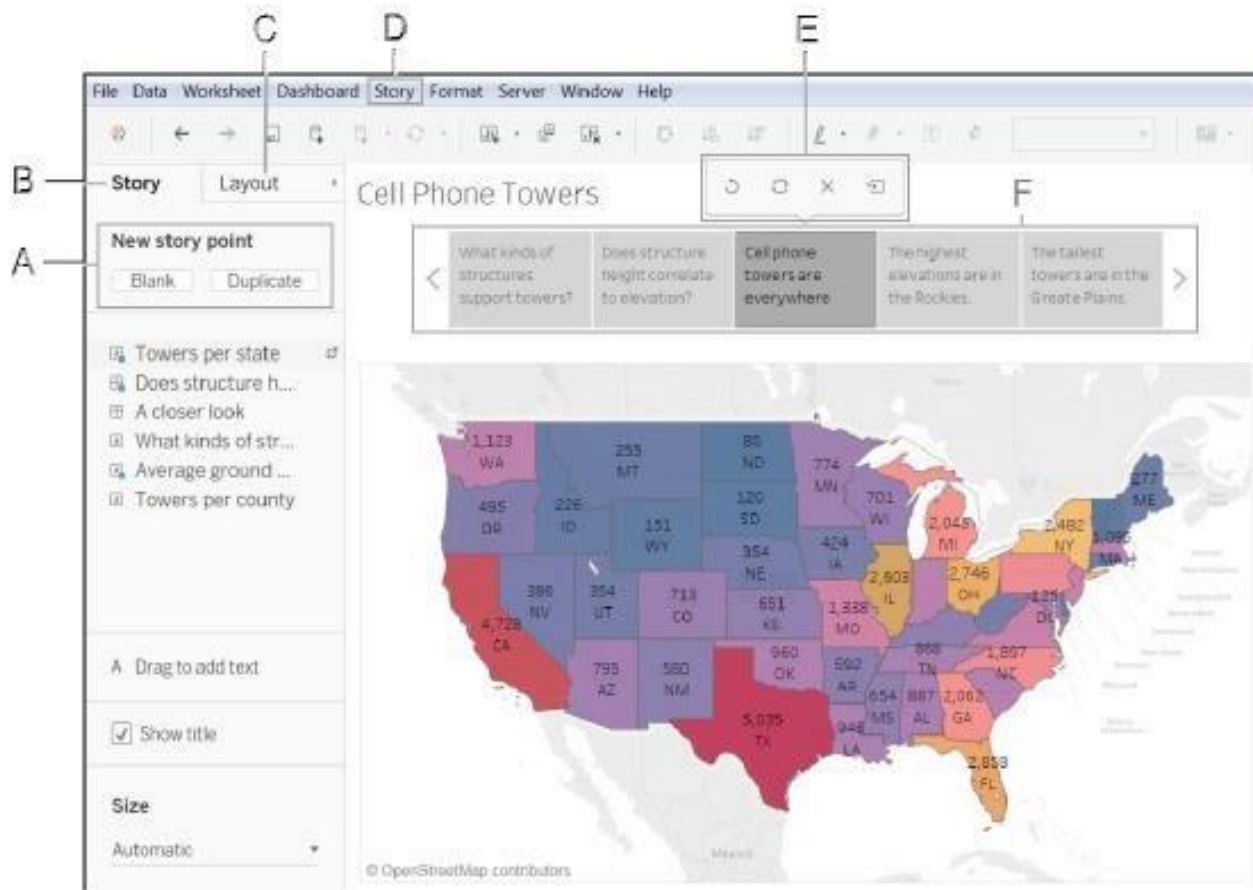 C D E
File Data Worksheet Dashboard Story Format Server Window Help
B
Story Layout
Cell Phone Towers
F
A
New story point
Blank Duplicate
What kinds of
structures
support towers?
Does structure
height correlate
to elevation?
Cell phone
towers are
everywhere
The highest
elevations are in
the Rockies.
The tallest
towers are in the
Greate Plains.
Towers per state
Does structure h...
A closer look
What kinds of str...
Average ground ...
Towers per county
A Drag to add text
Show title
Size
Automatic
1,123
WA
255
MT
85
ND
774
MN
495
OR
226
ID
151
WY
120
SD
701
WI
2,045
MI
2,482
NY
277
ME
MA
354
NE
424
IA
2,603
IL
2,746
OH
4,728
CA
NV
354
UT
713
CO
651
KS
1,338
MO
DC
795
AZ
580
NM
960
OK
592
AR
868
TN
1,897
NC
5,035
TX
LA
654
MS
887
AL
2,062
GA
FL
Mexico
© OpenStreetMap contributors